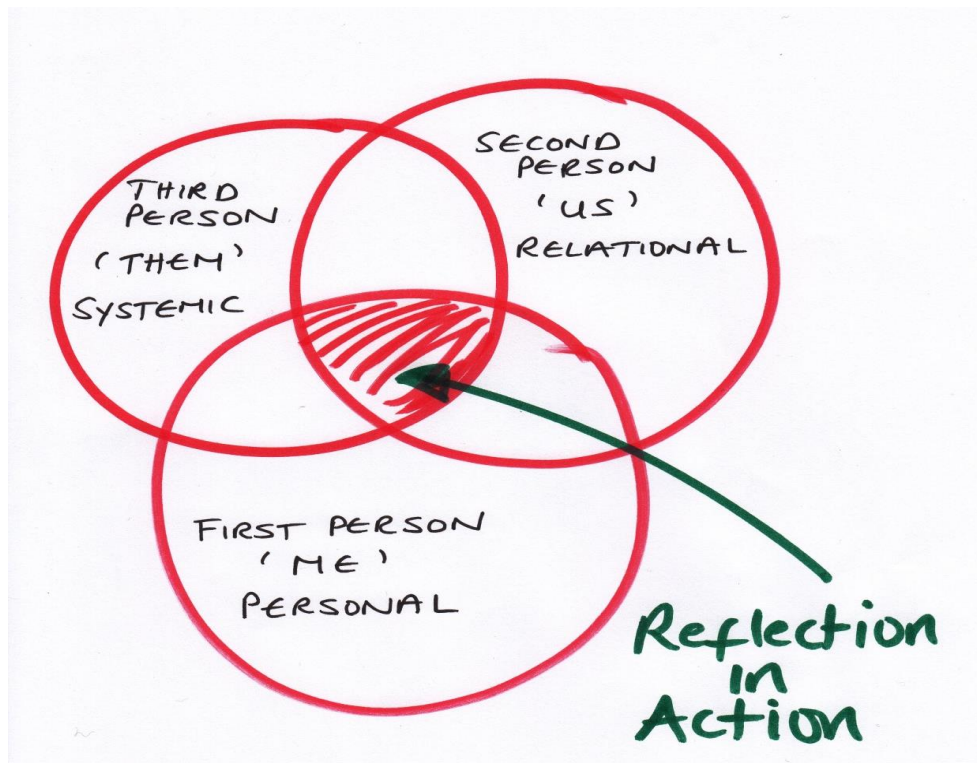 THIRD
PERSON
'THEM'
SYSTEMIC
SECOND
PERSON
'US'
RELATIONAL
FIRST PERSON
'ME'
PERSONAL
Reflection
in
Action